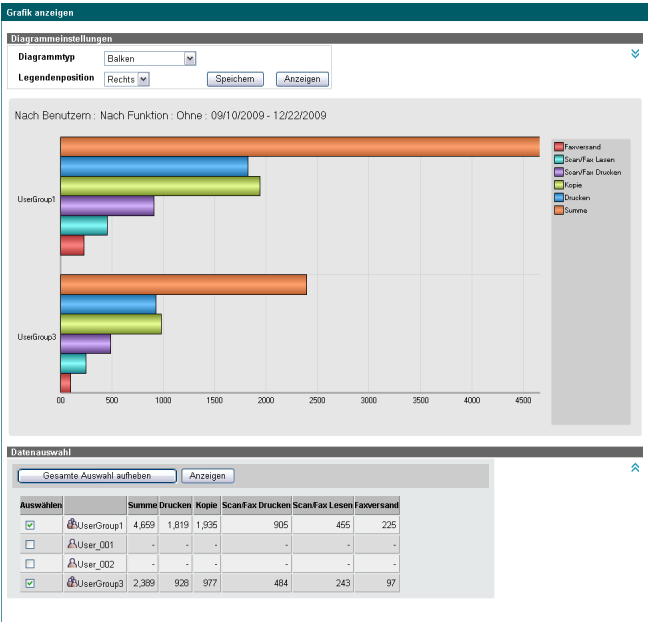 Grafik anzeigen
Diagrammeinstellungen
Diagrammtyp Balken
Legendenposition Rechts Speichern Anzeigen
Nach Benutzern : Nach Funktion : Ohne : 09/10/2009 - 12/22/2009
UserGroup1
UserGroup3
00 500 1000 1500 2000 2500 3000 3500 4000 4500
Faxversand
Scan/Fax Lesen
Scan/Fax Drucken
Kopie
Drucken
Summe
Datenauswahl
Gesamte Auswahl aufheben Anzeigen
Auswählen Summe Drucken Kopie Scan/Fax Drucken Scan/Fax Lesen Faxversand
UserGroup1 4,659 1,819 1,935 905 455 225
User_001 - - - - - -
User_002 - - - - - -
UserGroup3 2,389 928 977 484 243 97